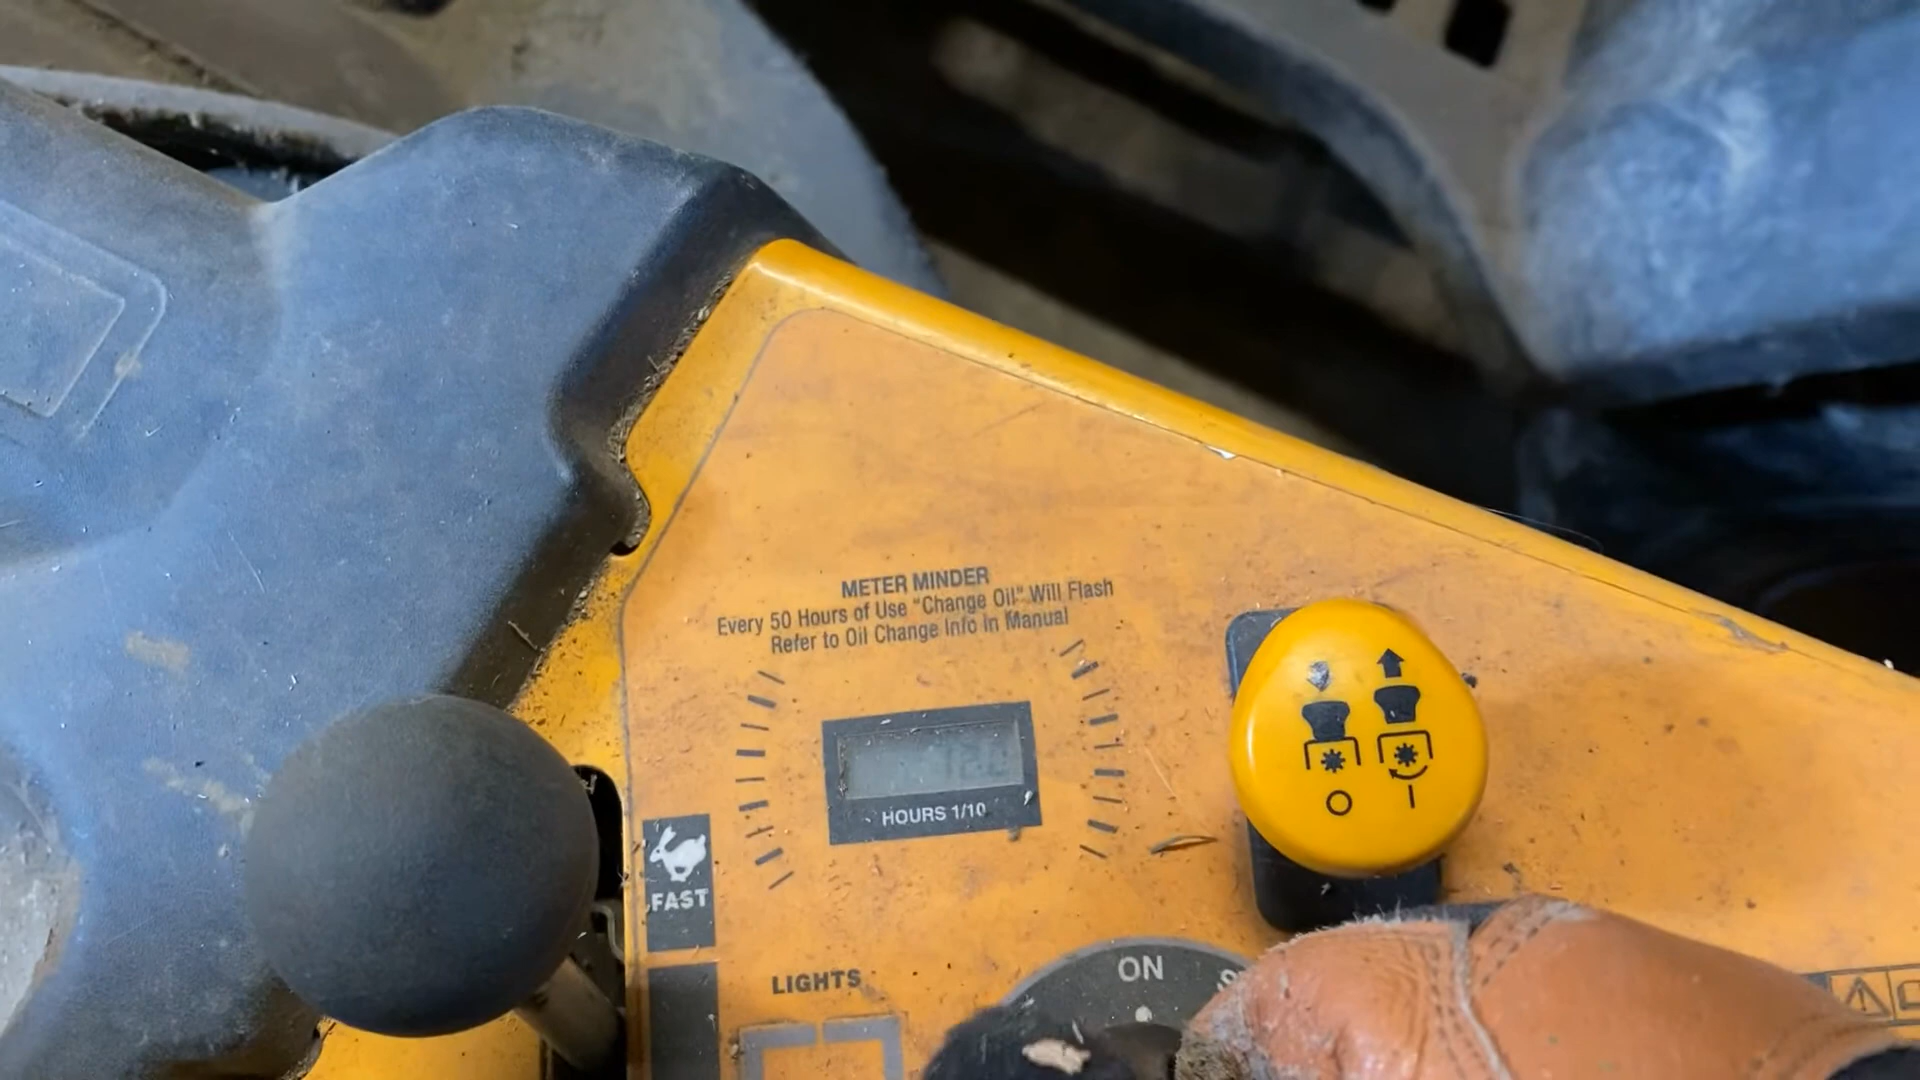 METER MINDER
Every 50 Hours of Use "Change Oil" Will Flash
Refer to Oil Change Info In Manual
HOURS 1/10
FAST
LIGHTS
ON